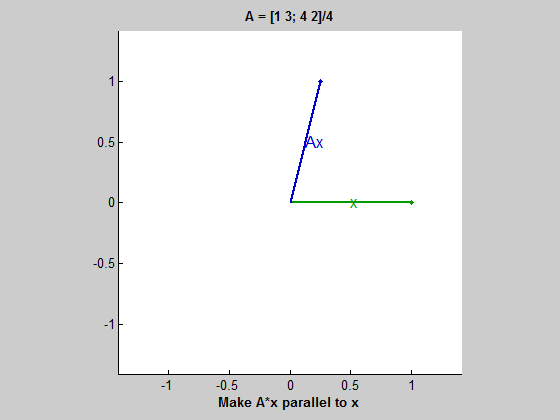 A = [1 3; 4 2]/4
1
0.5
0
-0.5
-1
Ax
x
-1 -0.5 0 0.5 1
Make A*x parallel to x